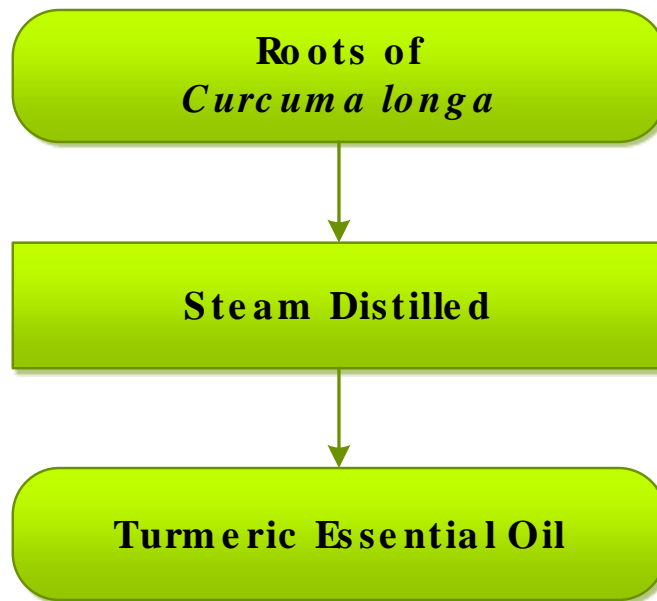 Roots of
Curcuma longa
Steam Distilled
Turmeric Essential Oil